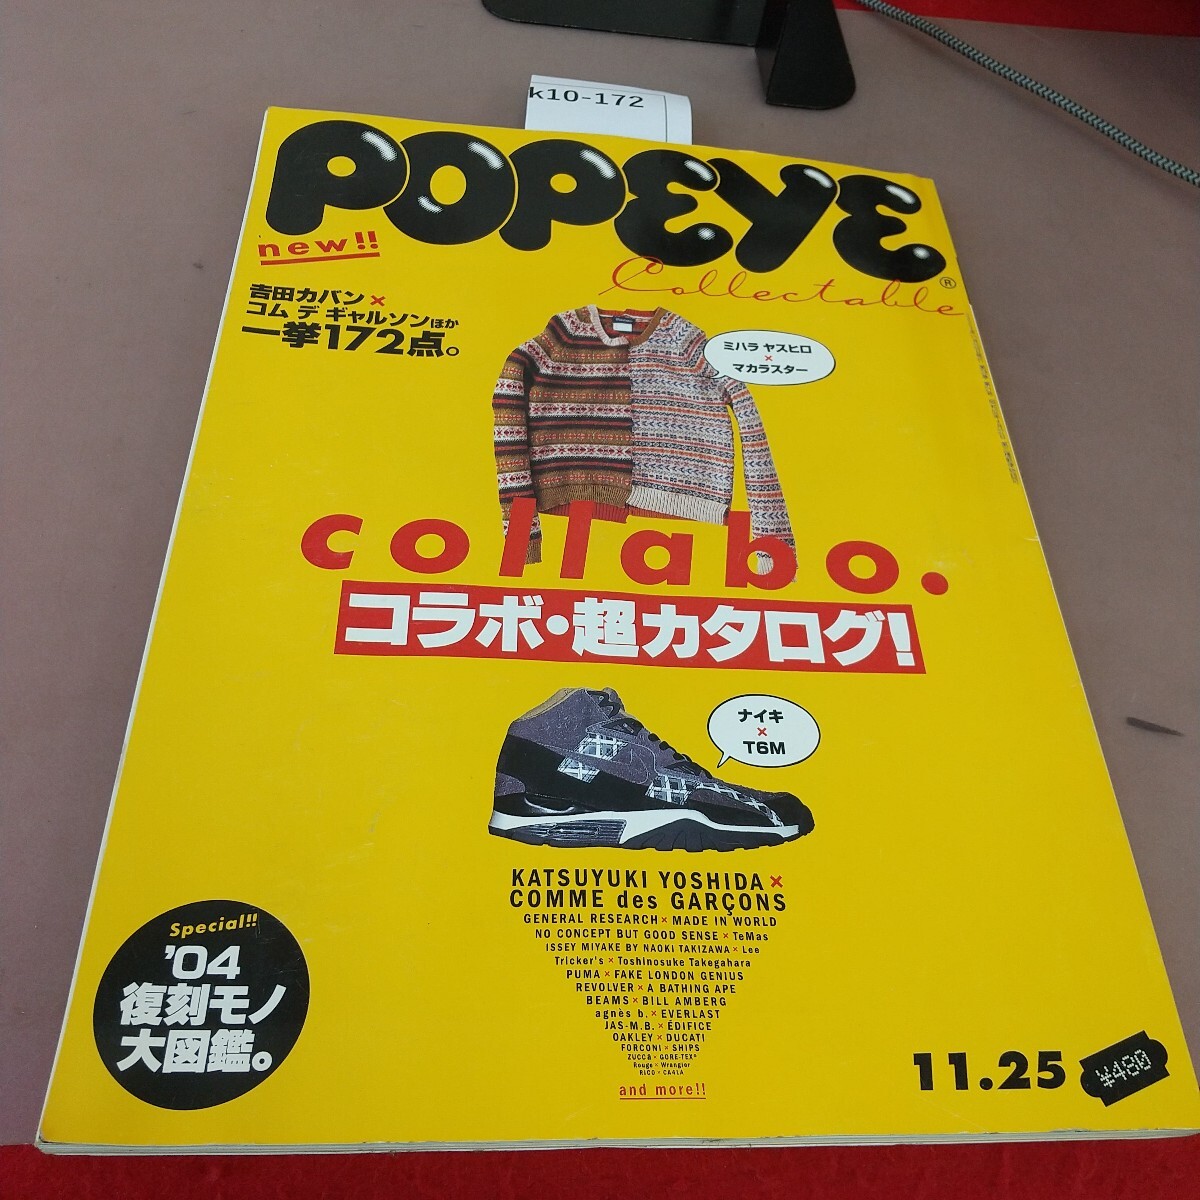 k10-172
POPEYE®
new!!
Collectable
吉田カバン×
コム デ ギャルソンほか
一挙172点。
ミハラ ヤスヒロ
×
マカラスター
collabo.
コラボ・超カタログ!
ナイキ
×
T6M
KATSUYUKI YOSHIDA×
COMME des GARÇONS
GENERAL RESEARCH×MADE IN WORLD
NO CONCEPT BUT GOOD SENSE×TeMas
ISSEY MIYAKE BY NAOKI TAKIZAWA×Lee
Tricker's×Toshinosuke Takegahara
PUMA×FAKE LONDON GENIUS
REVOLVER×A BATHING APE
BEAMS×BILL AMBERG
agnès b.×EVERLAST
JAS-M.B.×ÉDIFICE
OAKLEY×DUCATI
FORCONI×SHIPS
ZUCCa×GORE-TEX®
Rouge×Wrangler
RICO×CA4LA
and more!!
Special!!
'04
復刻モノ
大図鑑。
11.25
¥480